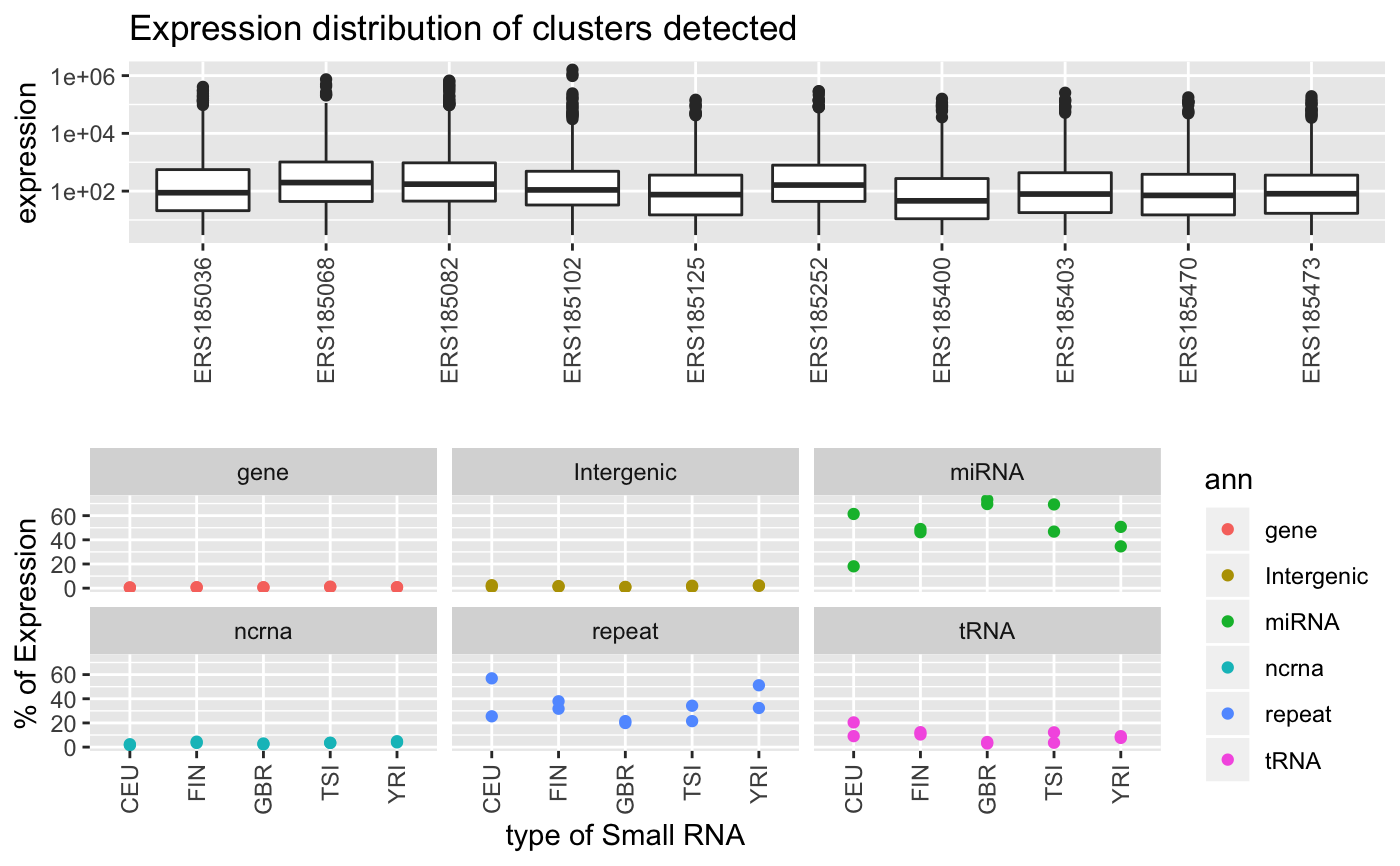 Expression distribution of clusters detected
expression
1e+06
1e+04
1e+02
ERS185036
ERS185068
ERS185082
ERS185102
ERS185125
ERS185252
ERS185400
ERS185403
ERS185470
ERS185473
% of Expression
gene
Intergenic
miRNA
60
40
20
0
ncrna
repeat
tRNA
60
40
20
0
CEU
FIN
GBR
TSI
YRI
CEU
FIN
GBR
TSI
YRI
CEU
FIN
GBR
TSI
YRI
type of Small RNA
ann
gene
Intergenic
miRNA
ncrna
repeat
tRNA